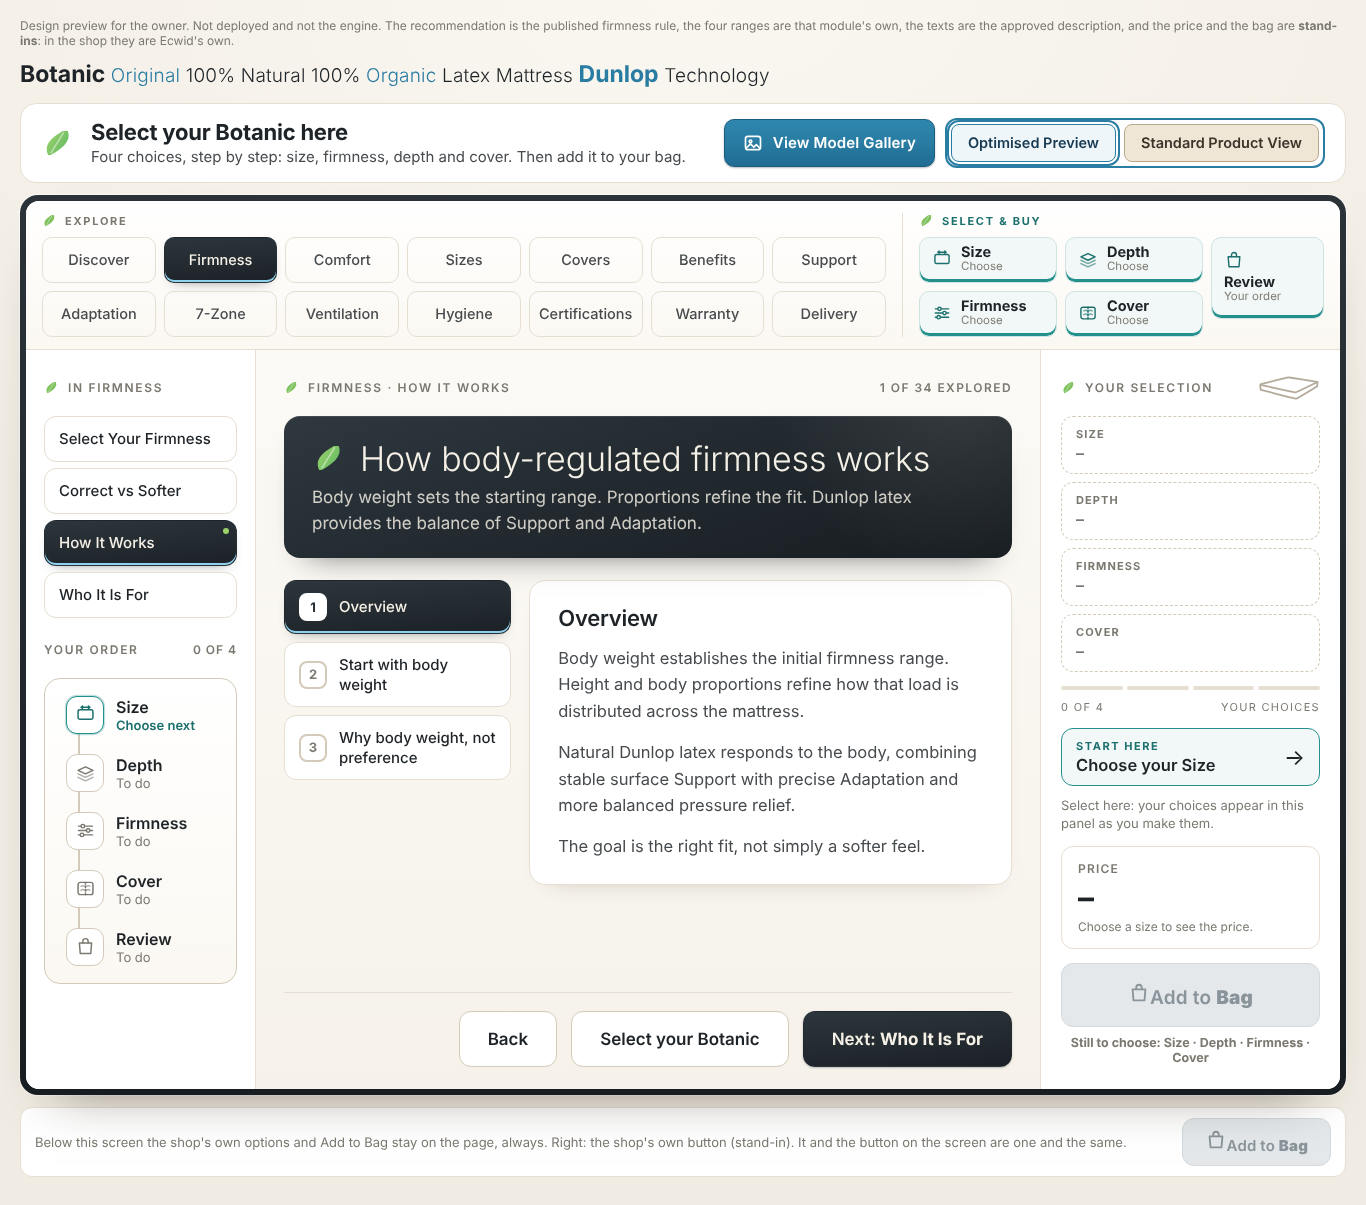 Design preview for the owner. Not deployed and not the engine. The recommendation is the published firmness rule, the four ranges are that module's own, the texts are the approved description, and the price and the bag are stand-
ins: in the shop they are Ecwid's own.
Botanic Original 100% Natural 100% Organic Latex Mattress Dunlop Technology
Select your Botanic here
Four choices, step by step: size, firmness, depth and cover. Then add it to your bag.
View Model Gallery
Optimised Preview
Standard Product View
EXPLORE
Discover
Firmness
Comfort
Sizes
Covers
Benefits
Support
Adaptation
7-Zone
Ventilation
Hygiene
Certifications
Warranty
Delivery
SELECT & BUY
Size
Choose
Depth
Choose
Firmness
Choose
Cover
Choose
Review
Your order
IN FIRMNESS
Select Your Firmness
Correct vs Softer
How It Works
Who It Is For
YOUR ORDER
0 OF 4
Size
Choose next
Depth
To do
Firmness
To do
Cover
To do
Review
To do
FIRMNESS · HOW IT WORKS
1 OF 34 EXPLORED
How body-regulated firmness works
Body weight sets the starting range. Proportions refine the fit. Dunlop latex
provides the balance of Support and Adaptation.
1
Overview
2
Start with body
weight
3
Why body weight, not
preference
Overview
Body weight establishes the initial firmness range.
Height and body proportions refine how that load is
distributed across the mattress.
Natural Dunlop latex responds to the body, combining
stable surface Support with precise Adaptation and
more balanced pressure relief.
The goal is the right fit, not simply a softer feel.
Back
Select your Botanic
Next: Who It Is For
YOUR SELECTION
SIZE
–
DEPTH
–
FIRMNESS
–
COVER
–
0 OF 4
YOUR CHOICES
START HERE
Choose your Size
→
Select here: your choices appear in this
panel as you make them.
PRICE
–
Choose a size to see the price.
Add to Bag
Still to choose: Size · Depth · Firmness ·
Cover
Below this screen the shop's own options and Add to Bag stay on the page, always. Right: the shop's own button (stand-in). It and the button on the screen are one and the same.
Add to Bag